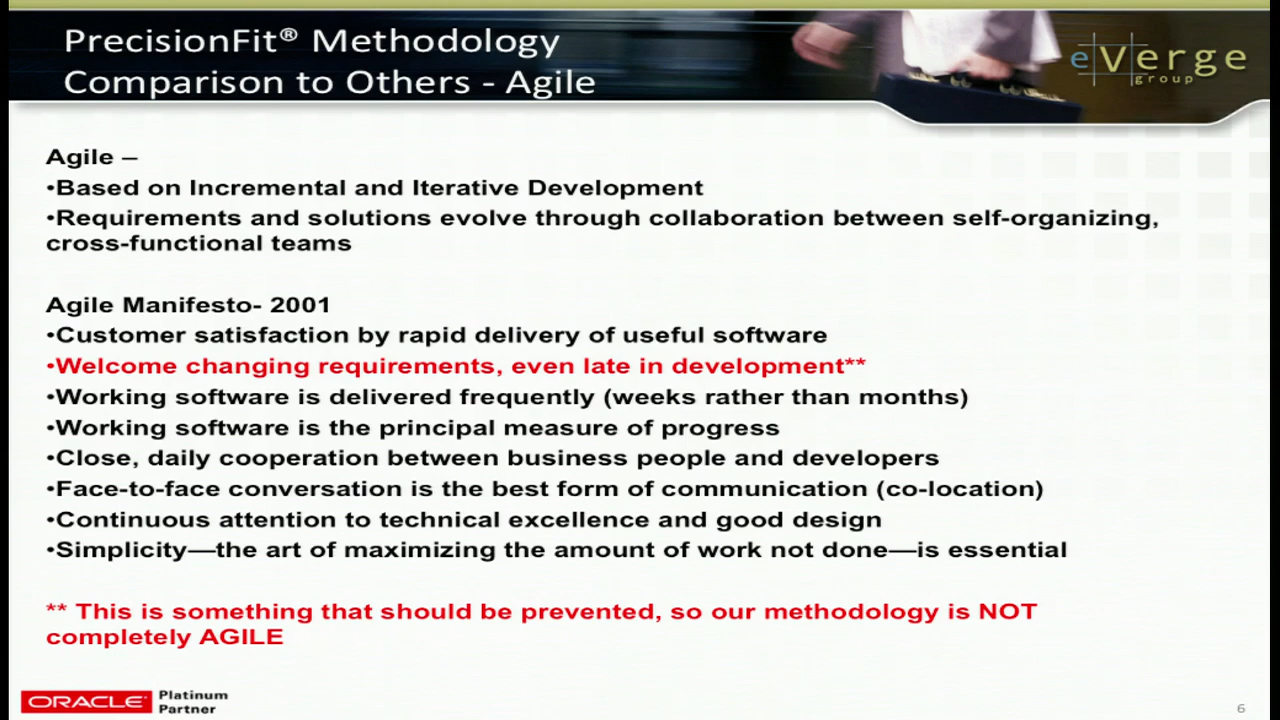 PrecisionFit® Methodology
Comparison to Others - Agile
eVerge
group
Agile –
•Based on Incremental and Iterative Development
•Requirements and solutions evolve through collaboration between self-organizing,
cross-functional teams
Agile Manifesto- 2001
•Customer satisfaction by rapid delivery of useful software
•Welcome changing requirements, even late in development**
•Working software is delivered frequently (weeks rather than months)
•Working software is the principal measure of progress
•Close, daily cooperation between business people and developers
•Face-to-face conversation is the best form of communication (co-location)
•Continuous attention to technical excellence and good design
•Simplicity—the art of maximizing the amount of work not done—is essential
** This is something that should be prevented, so our methodology is NOT
completely AGILE
ORACLE Platinum
Partner
6